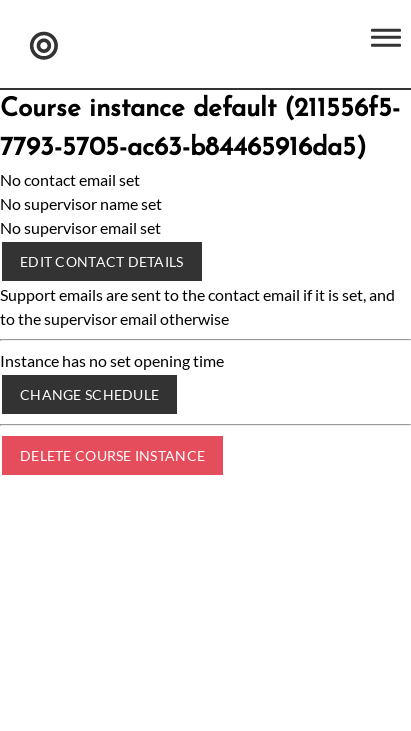 Course instance default (211556f5-
7793-5705-ac63-b84465916da5)
No contact email set
No supervisor name set
No supervisor email set
EDIT CONTACT DETAILS
Support emails are sent to the contact email if it is set, and
to the supervisor email otherwise
Instance has no set opening time
CHANGE SCHEDULE
DELETE COURSE INSTANCE